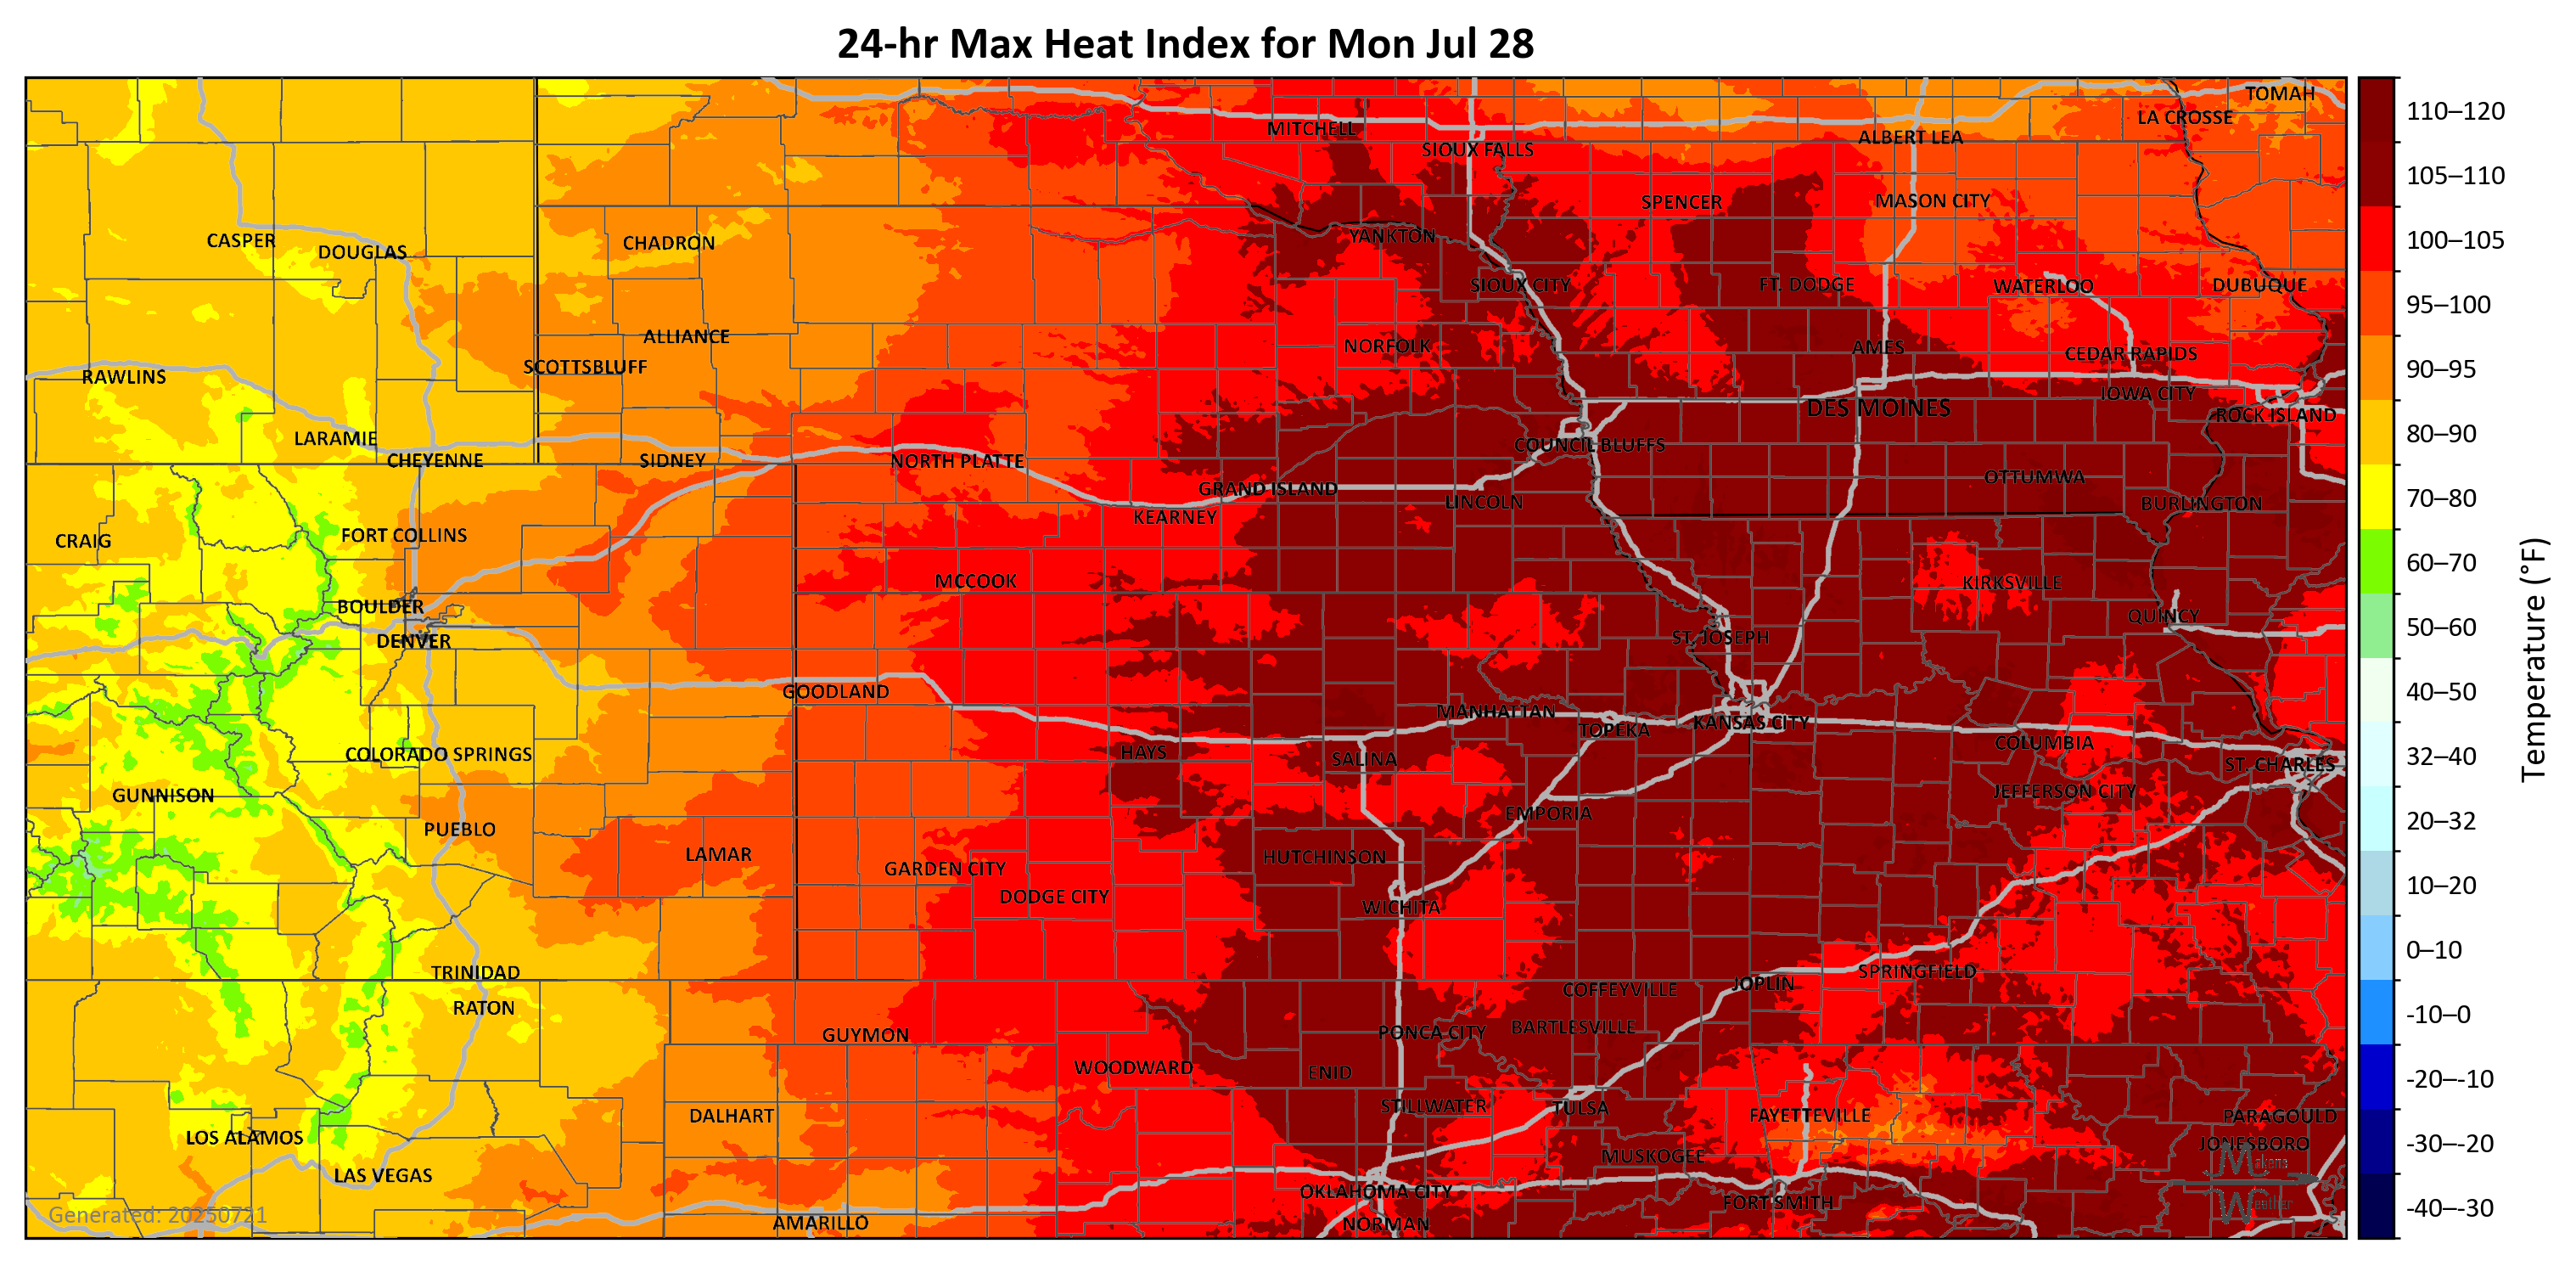 24-hr Max Heat Index for Mon Jul 28
TOMAH
LA CROSSE
MITCHELL
ALBERT LEA
SIOUX FALLS
SPENCER
MASON CITY
CASPER
DOUGLAS
CHADRON
YANKTON
SIOUX CITY
FT. DODGE
WATERLOO
DUBUQUE
ALLIANCE
NORFOLK
AMES
CEDAR RAPIDS
SCOTTSBLUFF
RAWLINS
IOWA CITY
DES MOINES
ROCK ISLAND
LARAMIE
COUNCIL BLUFFS
CHEYENNE
SIDNEY
NORTH PLATTE
OTTUMWA
GRAND ISLAND
LINCOLN
BURLINGTON
KEARNEY
CRAIG
FORT COLLINS
MCCOOK
KIRKSVILLE
BOULDER
QUINCY
DENVER
ST. JOSEPH
GOODLAND
MANHATTAN
TOPEKA
KANSAS CITY
COLUMBIA
COLORADO SPRINGS
HAYS
SALINA
ST. CHARLES
GUNNISON
JEFFERSON CITY
EMPORIA
PUEBLO
LAMAR
HUTCHINSON
GARDEN CITY
DODGE CITY
WICHITA
TRINIDAD
SPRINGFIELD
JOPLIN
COFFEYVILLE
RATON
BARTLESVILLE
GUYMON
PONCA CITY
WOODWARD
ENID
STILLWATER
TULSA
DALHART
FAYETTEVILLE
PARAGOULD
LOS ALAMOS
JONESBORO
MUSKOGEE
LAS VEGAS
OKLAHOMA CITY
FORT SMITH
AMARILLO
NORMAN
Makens
Weather
Generated: 20250721
110–120
105–110
100–105
95–100
90–95
80–90
70–80
60–70
50–60
40–50
32–40
20–32
10–20
0–10
-10–0
-20–-10
-30–-20
-40–-30
Temperature (°F)